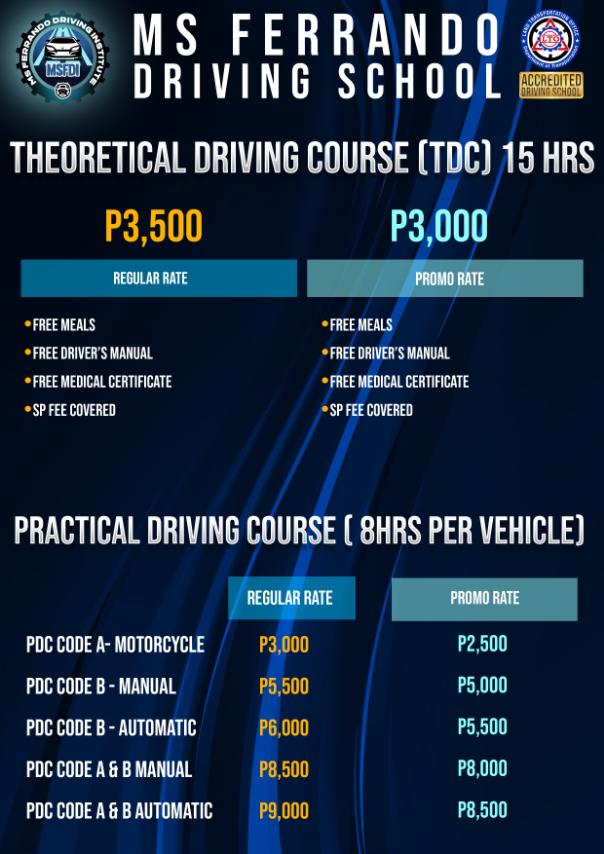 MS FERRANDO DRIVING INSTITUTE
MSFDI
MS FERRANDO
DRIVING SCHOOL
LAND TRANSPORTATION OFFICE
LTO
Department of Transportation
ACCREDITED
DRIVING SCHOOL
THEORETICAL DRIVING COURSE (TDC) 15 HRS
P3,500
P3,000
REGULAR RATE
PROMO RATE
•FREE MEALS
•FREE DRIVER'S MANUAL
•FREE MEDICAL CERTIFICATE
•SP FEE COVERED
•FREE MEALS
•FREE DRIVER'S MANUAL
•FREE MEDICAL CERTIFICATE
•SP FEE COVERED
PRACTICAL DRIVING COURSE ( 8HRS PER VEHICLE)
REGULAR RATE
PROMO RATE
PDC CODE A- MOTORCYCLE P3,000 P2,500
PDC CODE B - MANUAL P5,500 P5,000
PDC CODE B - AUTOMATIC P6,000 P5,500
PDC CODE A & B MANUAL P8,500 P8,000
PDC CODE A & B AUTOMATIC P9,000 P8,500